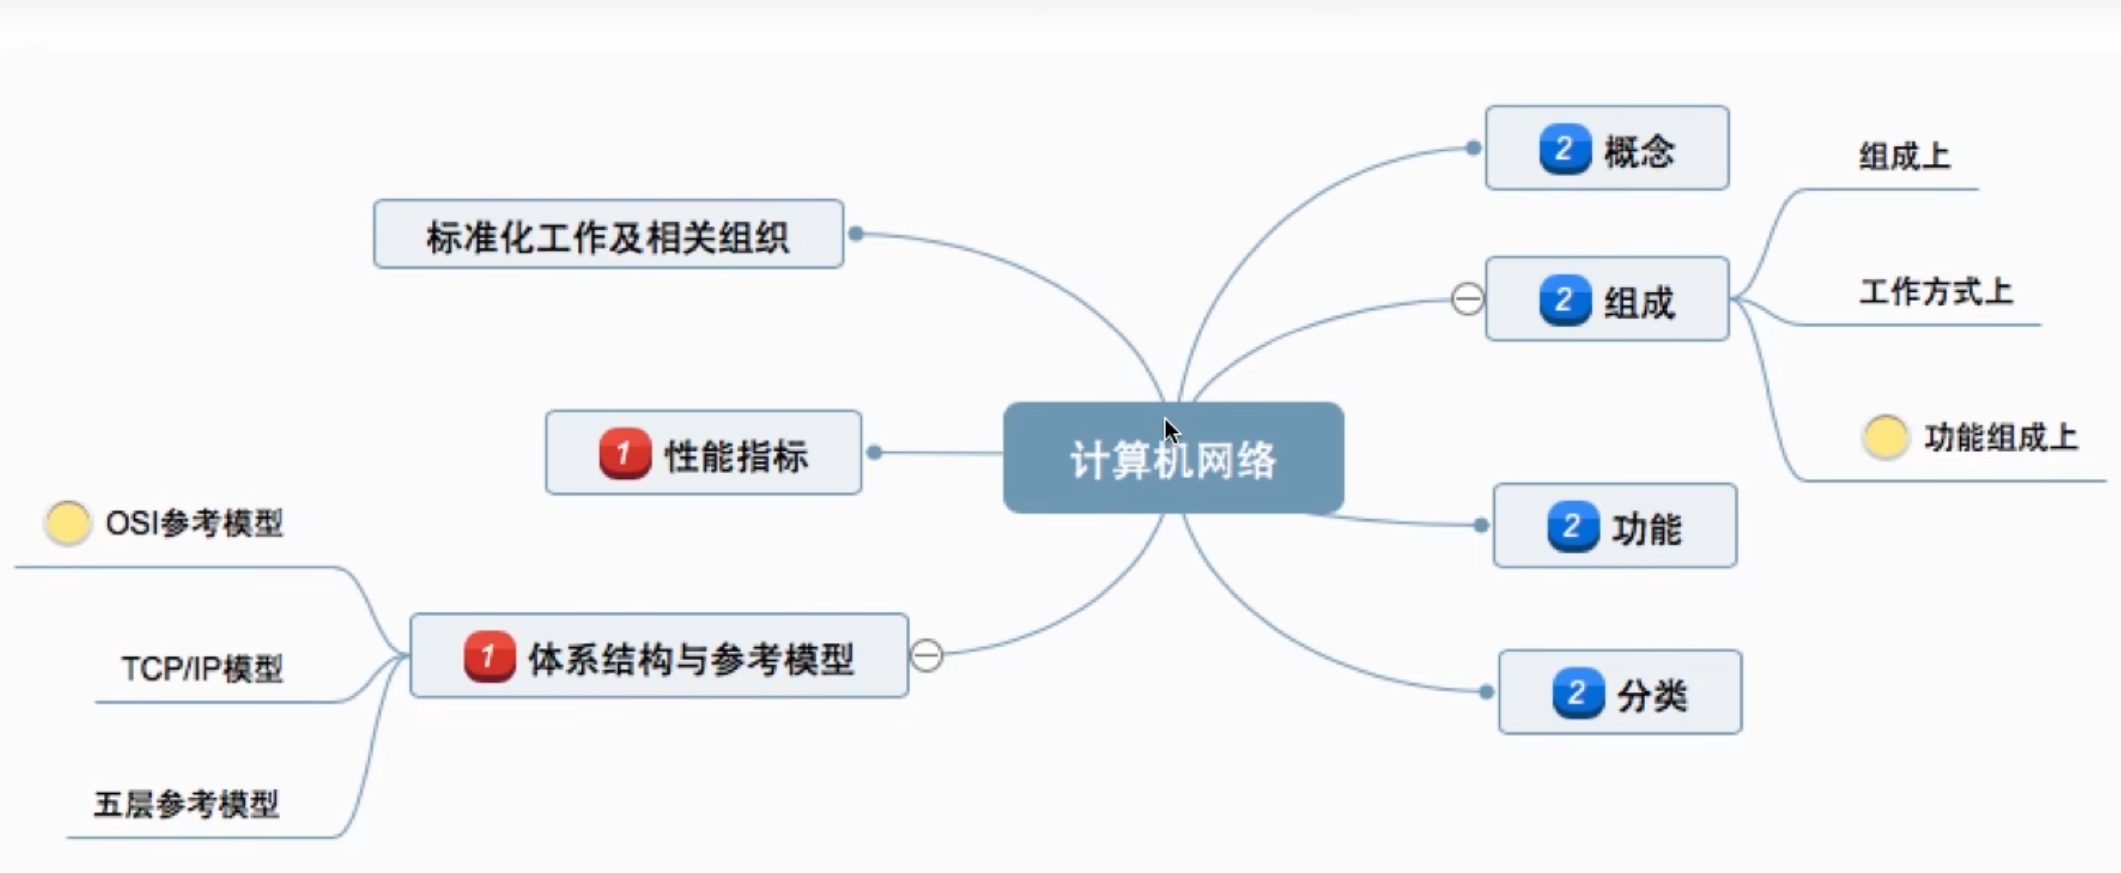 2 概念
组成上
标准化工作及相关组织
2 组成
工作方式上
功能组成上
1 性能指标
计算机网络
2 功能
OSI参考模型
1 体系结构与参考模型
TCP/IP模型
2 分类
五层参考模型